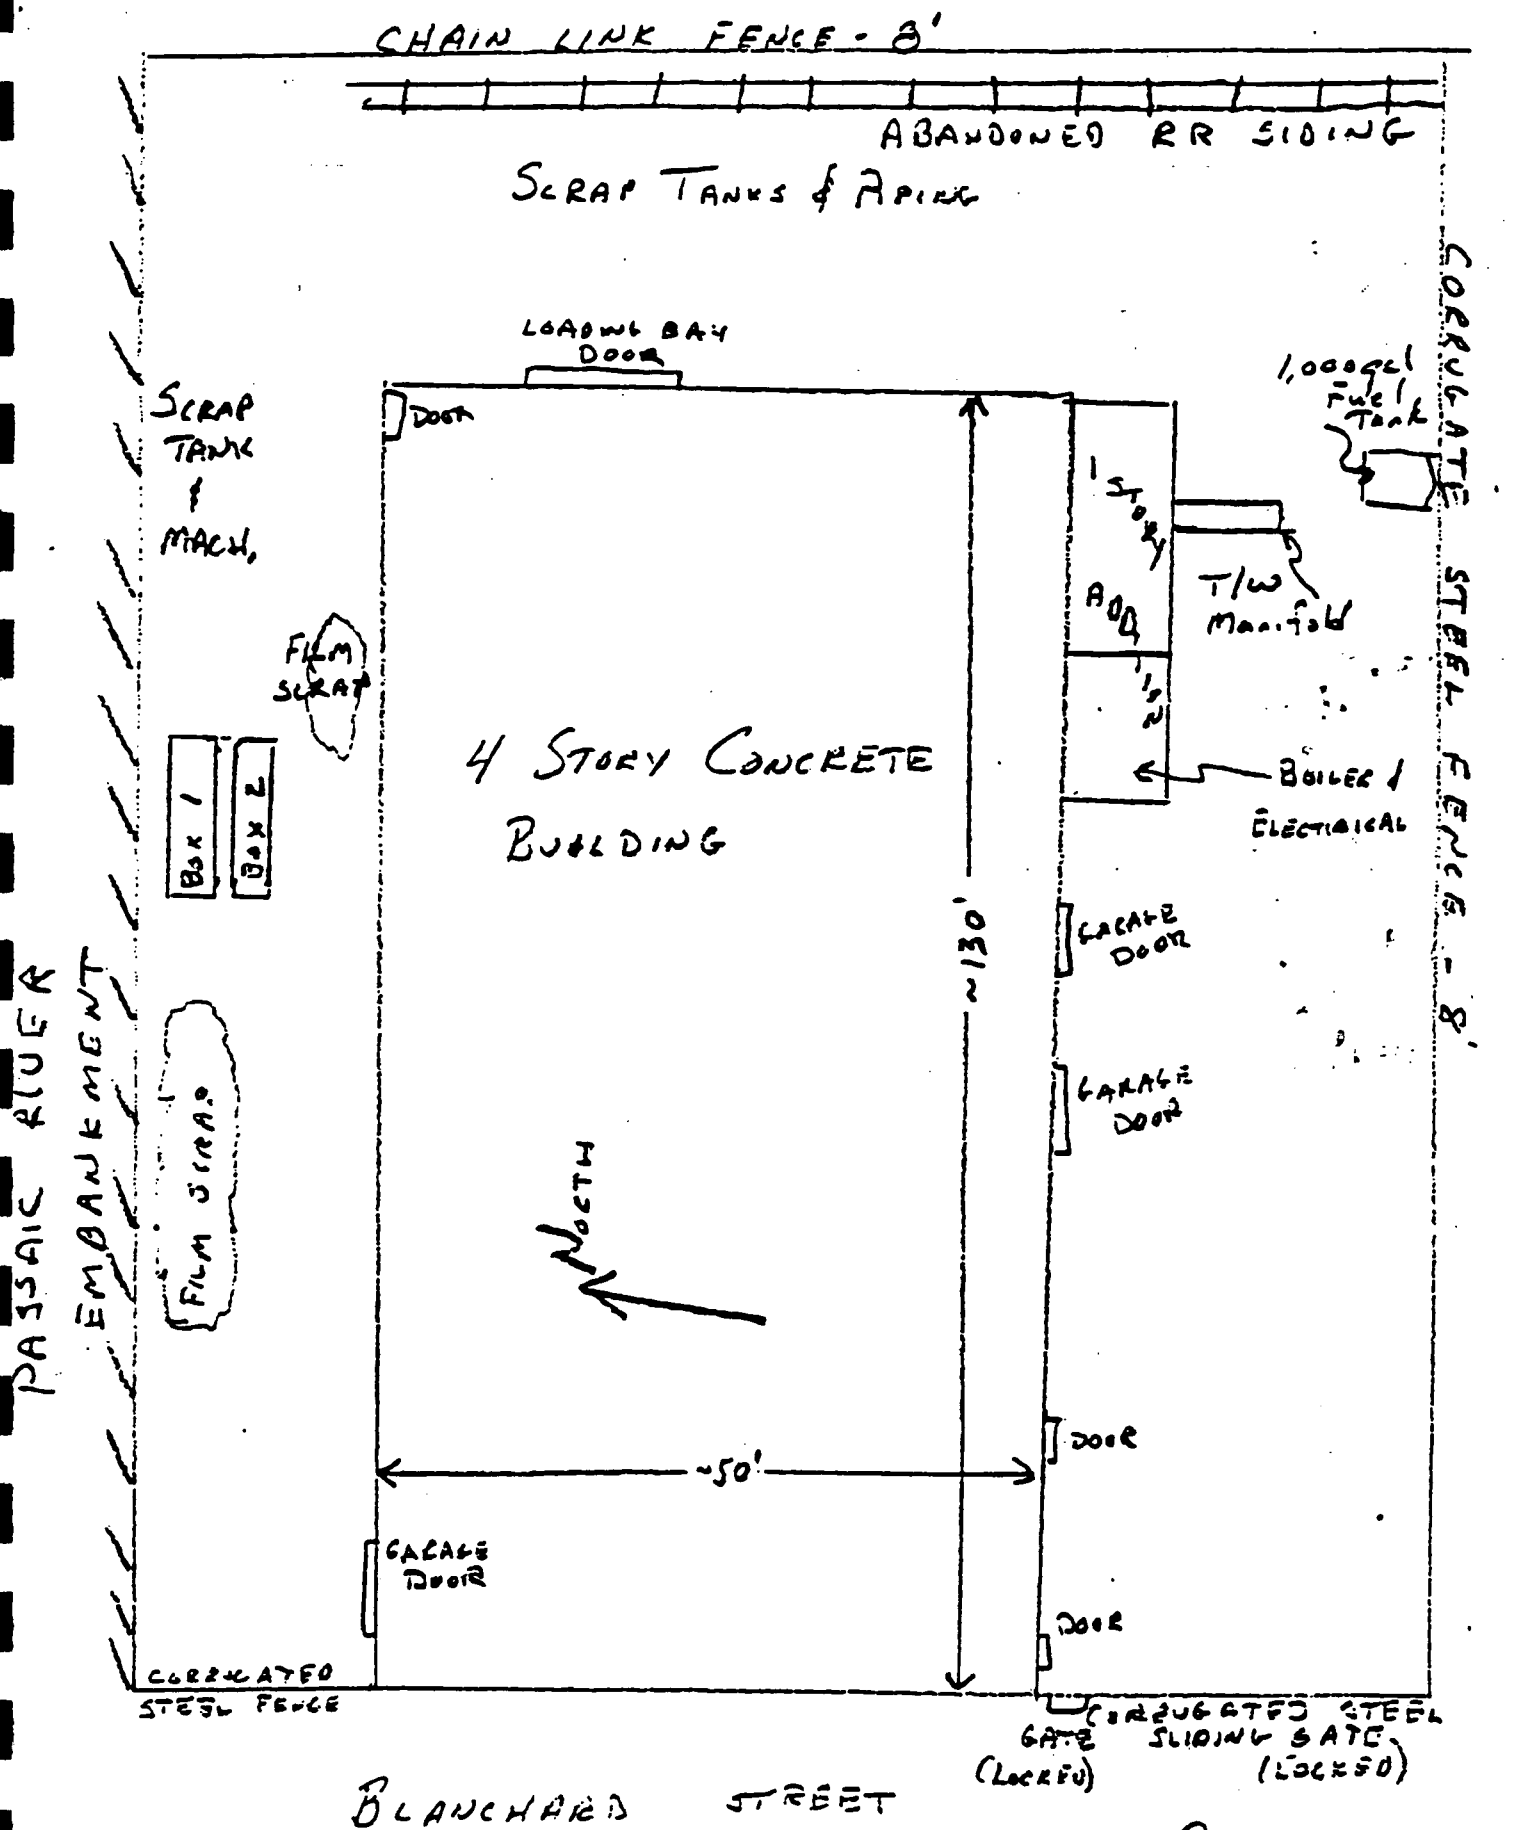 CHAIN LINK FENCE - 8'
ABANDONED RR SIDING
SCRAP TANKS & PIPING
LOADING BAY
DOOR
DOOR
SCRAP
TANK
&
MACH.
1,000 gal
Fuel
Tank
CORRUGATE STEEL FENCE - 8'
1 STORY ADDITION
T/W
Manifold
FILM
SCRAP
4 STORY CONCRETE
BUILDING
BOX 1
BOX 2
BOILER &
ELECTRICAL
GARAGE
DOOR
~130'
PASSAIC RIVER
EMBANKMENT
FILM SCRAP
GARAGE
DOOR
NORTH
DOOR
~50'
GARAGE
DOOR
DOOR
CORRUGATED
STEEL FENCE
GATE
(LOCKED)
CORRUGATED STEEL
SLIDING GATE
(LOCKED)
BLANCHARD STREET